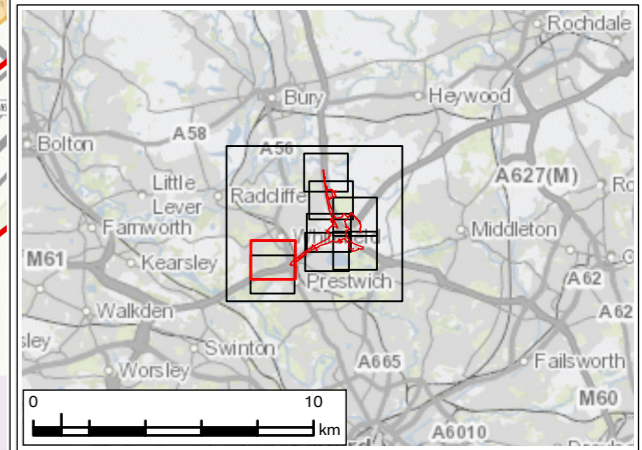 Rochdale
Bury
Heywood
A58
Bolton
A56
A627(M)
Little
Lever
Radcliffe
Ro
Farnworth
Middleton
M61
Kearsley
A62
Prestwich
Walkden
A62
sley
Swinton
A665
Failsworth
Worsley
M60
0 10
km
A6010